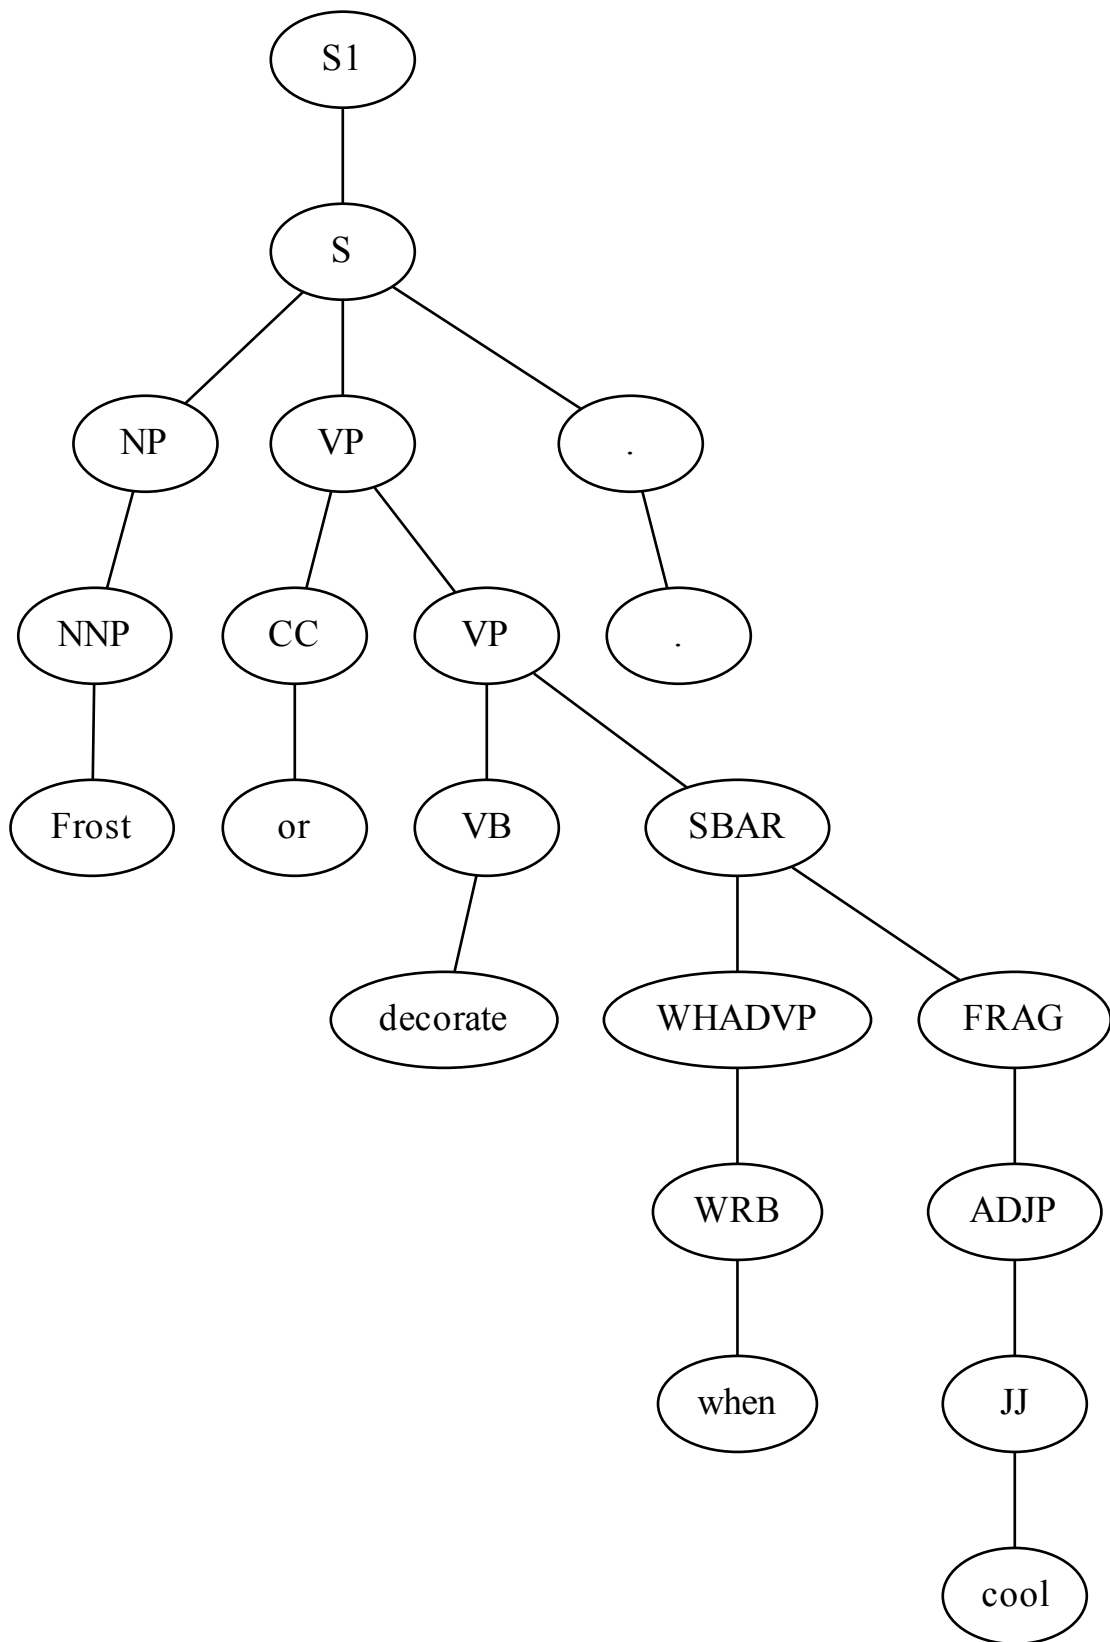 S1
S
NP VP .
NNP CC VP .
Frost or VB SBAR
decorate WHADVP FRAG
WRB ADJP
when JJ
cool